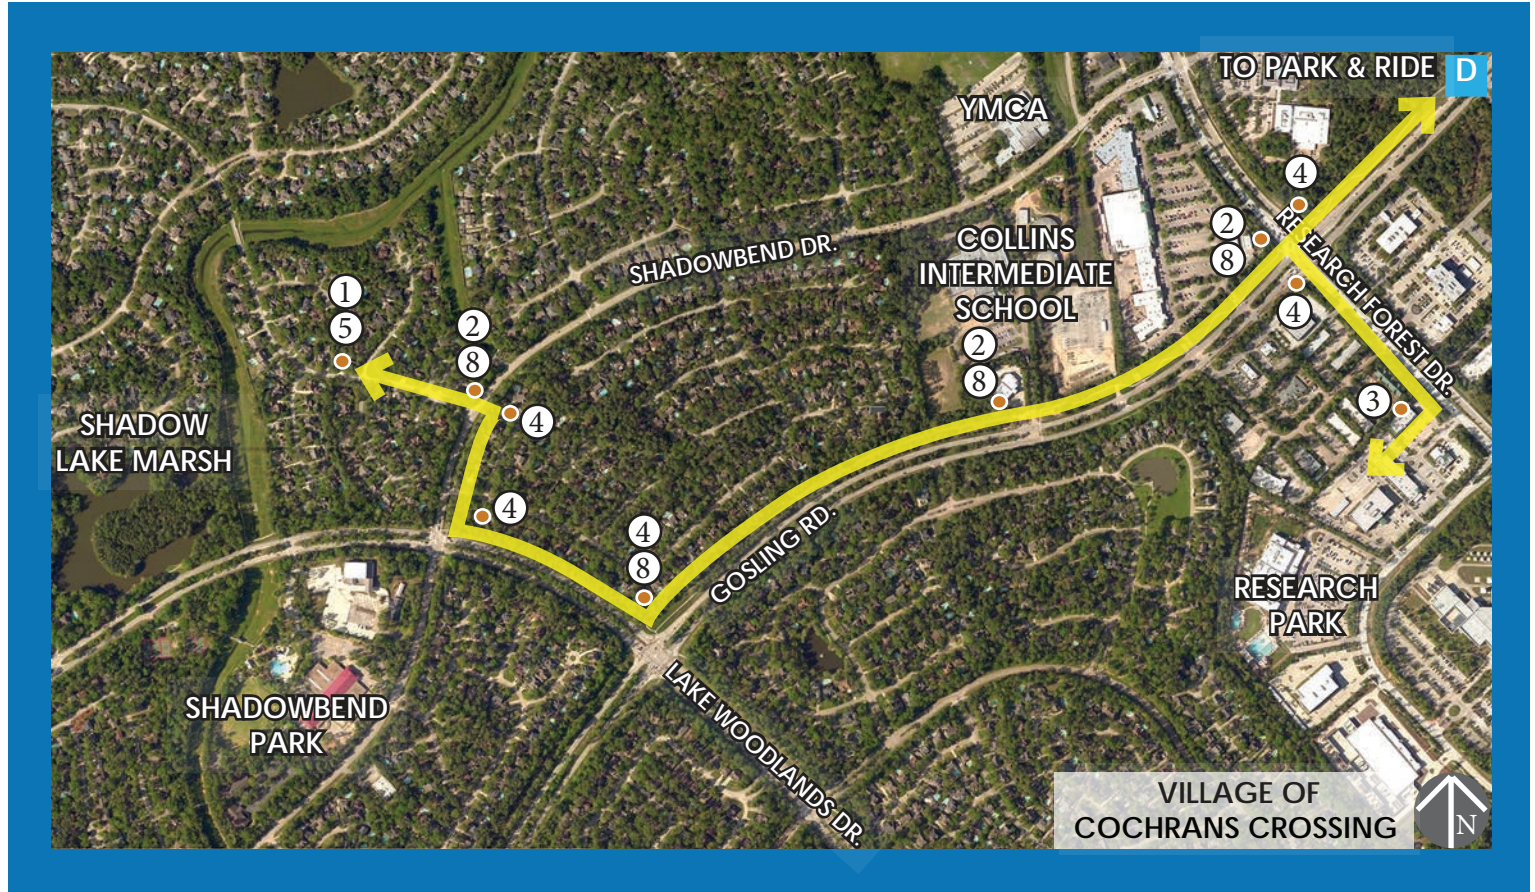 TO PARK & RIDE
D
YMCA
4
2
8
RESEARCH FOREST DR.
COLLINS
INTERMEDIATE
SCHOOL
SHADOWBEND DR.
4
1
5
2
8
2
8
3
4
SHADOW
LAKE MARSH
4
4
8
GOSLING RD.
RESEARCH
PARK
SHADOWBEND
PARK
LAKE WOODLANDS DR.
VILLAGE OF
COCHRANS CROSSING
N